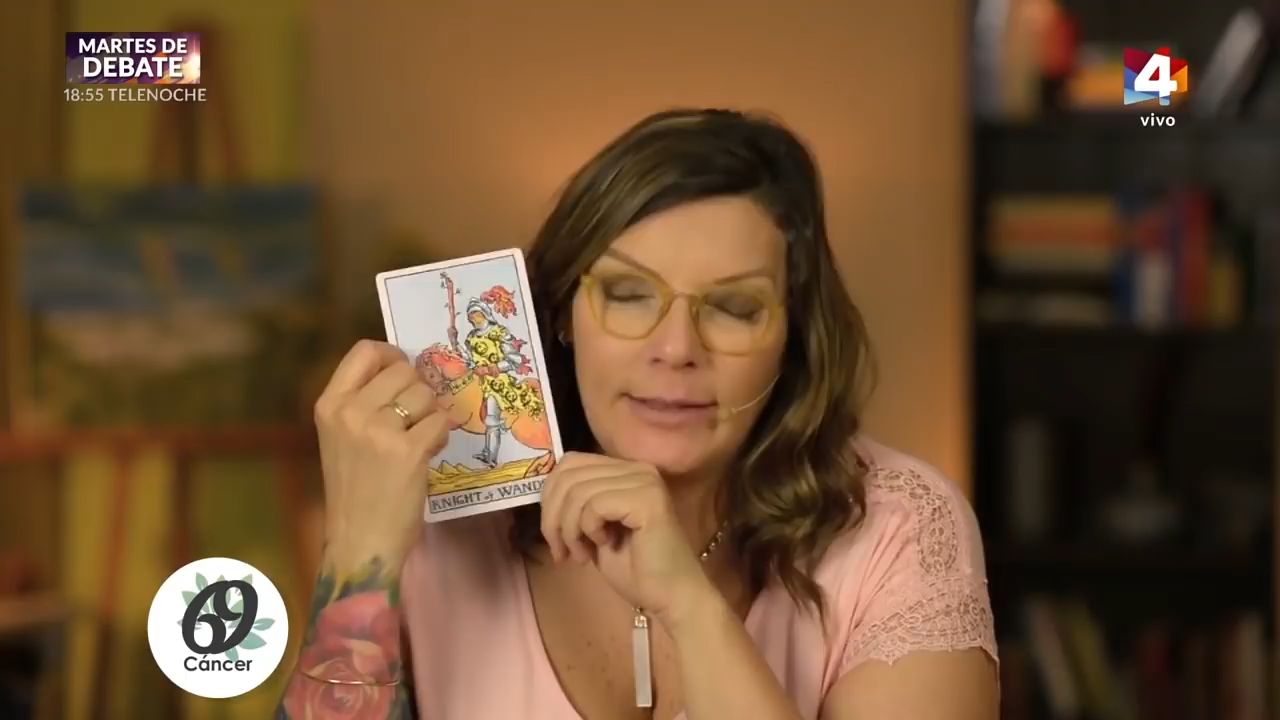 MARTES DE
DEBATE
18:55 TELENOCHE
4
vivo
KNIGHT of WANDS
69
Cáncer